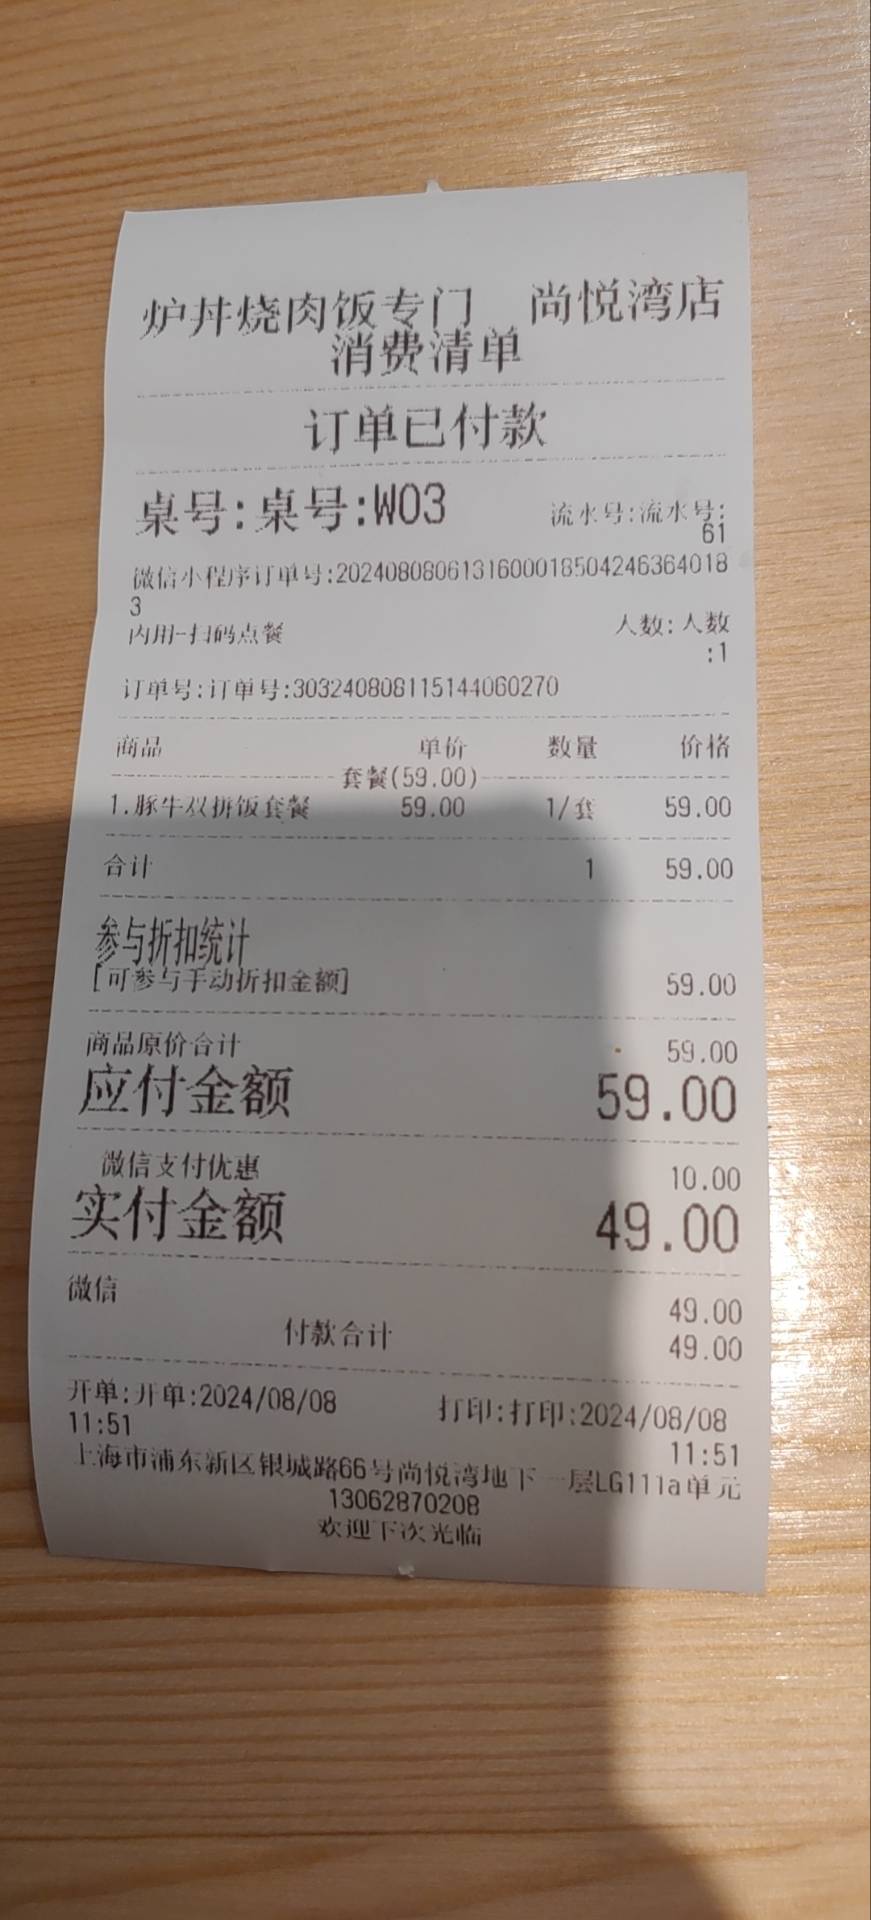 炉丼烧肉饭专门 尚悦湾店
消费清单
订单已付款
桌号:桌号:W03 流水号:流水号:
61
微信小程序订单号:2024080806131600018504246364018
3
内用-扫码点餐 人数:人数
:1
订单号:订单号:303240808115144060270
商品 单价 数量 价格
套餐(59.00)
1.豚牛双拼饭套餐 59.00 1/套 59.00
合计 1 59.00
参与折扣统计
[可参与手动折扣金额] 59.00
商品原价合计 59.00
应付金额 59.00
微信支付优惠 10.00
实付金额 49.00
微信 49.00
付款合计 49.00
开单:开单:2024/08/08 打印:打印:2024/08/08
11:51 11:51
上海市浦东新区银城路66号尚悦湾地下一层LG111a单元
13062870208
欢迎下次光临